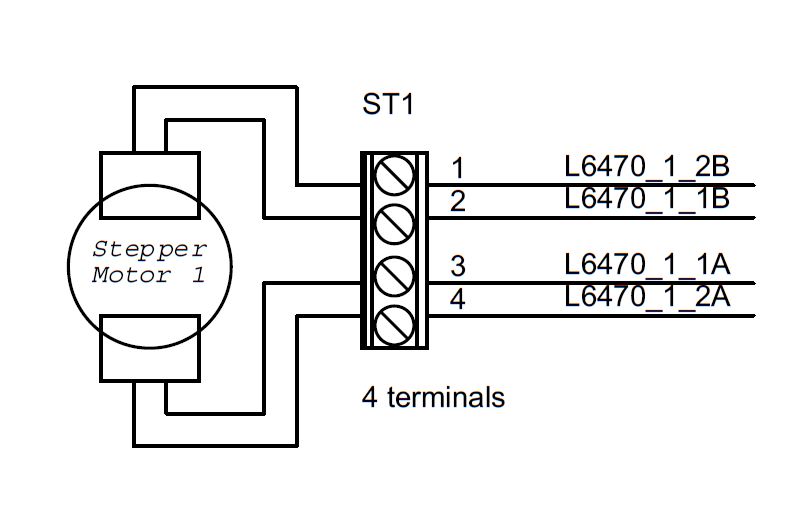 ST1
1 L6470_1_2B
2 L6470_1_1B
Stepper
Motor 1
3 L6470_1_1A
4 L6470_1_2A
4 terminals